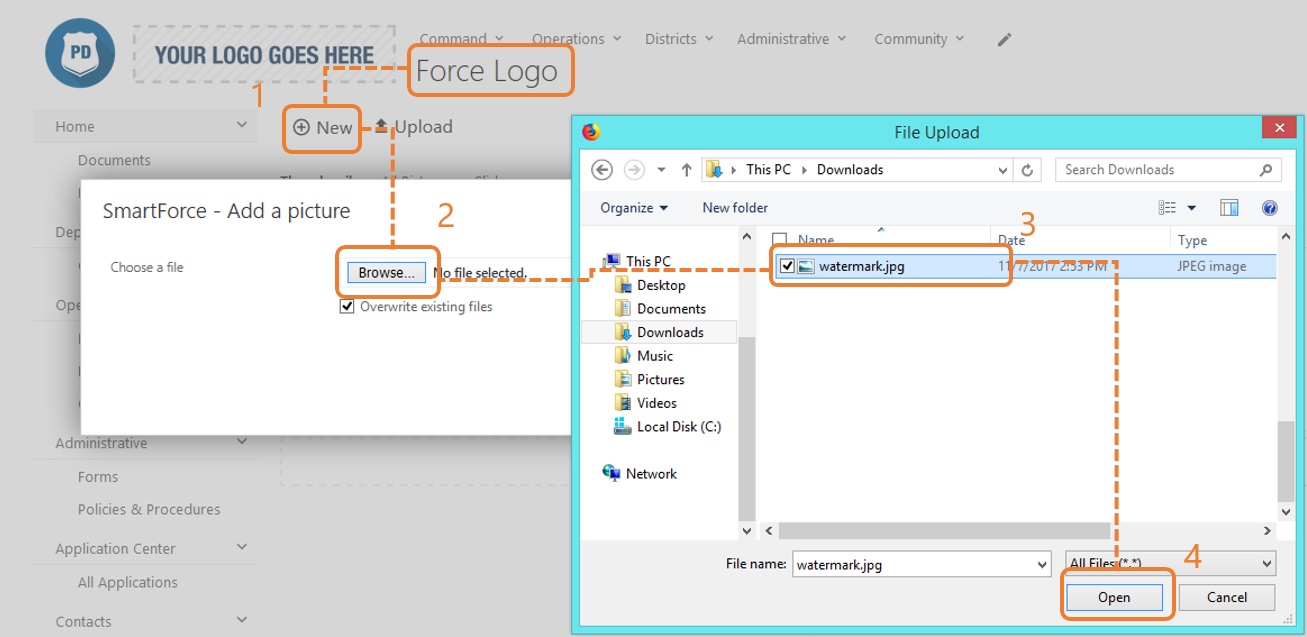 PD
YOUR LOGO GOES HERE
Command
Operations
Districts
Administrative
Community
Force Logo
1
New
Upload
Home
Documents
SmartForce - Add a picture
2
Choose a file
Browse...
No file selected.
Overwrite existing files
Administrative
Forms
Policies & Procedures
Application Center
All Applications
Contacts
File Upload
This PC
Downloads
Search Downloads
Organize
New folder
3
Name
Date
Type
watermark.jpg
11/7/2017 2:53 PM
JPEG image
This PC
Desktop
Documents
Downloads
Music
Pictures
Videos
Local Disk (C:)
Network
File name:
watermark.jpg
All Files (*.*)
4
Open
Cancel